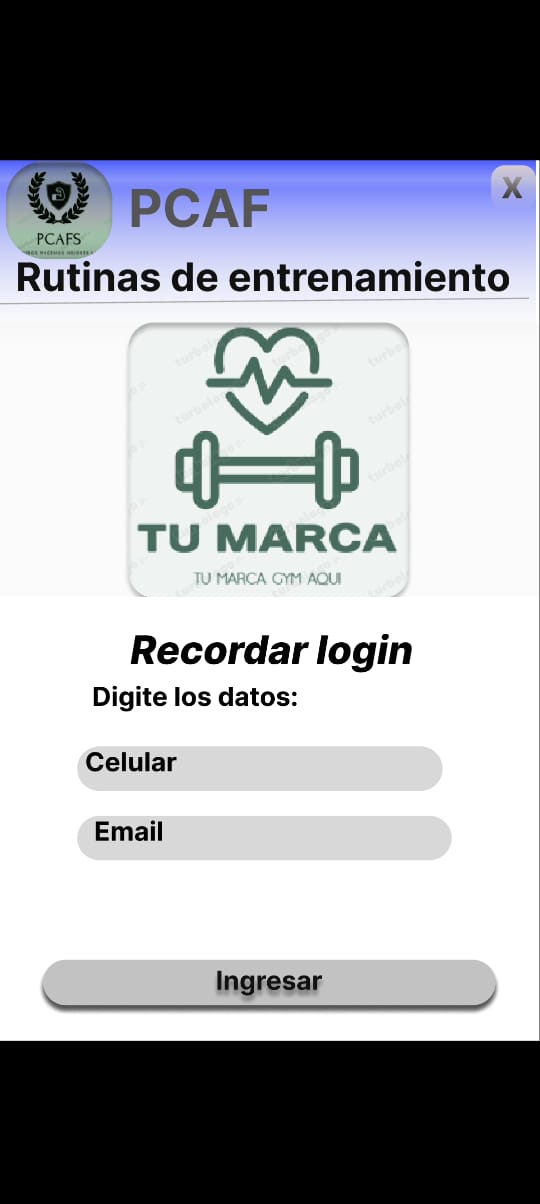 PCAFS
PCAF
X
Rutinas de entrenamiento
TU MARCA
TU MARCA GYM AQUI
Recordar login
Digite los datos:
Celular
Email
Ingresar